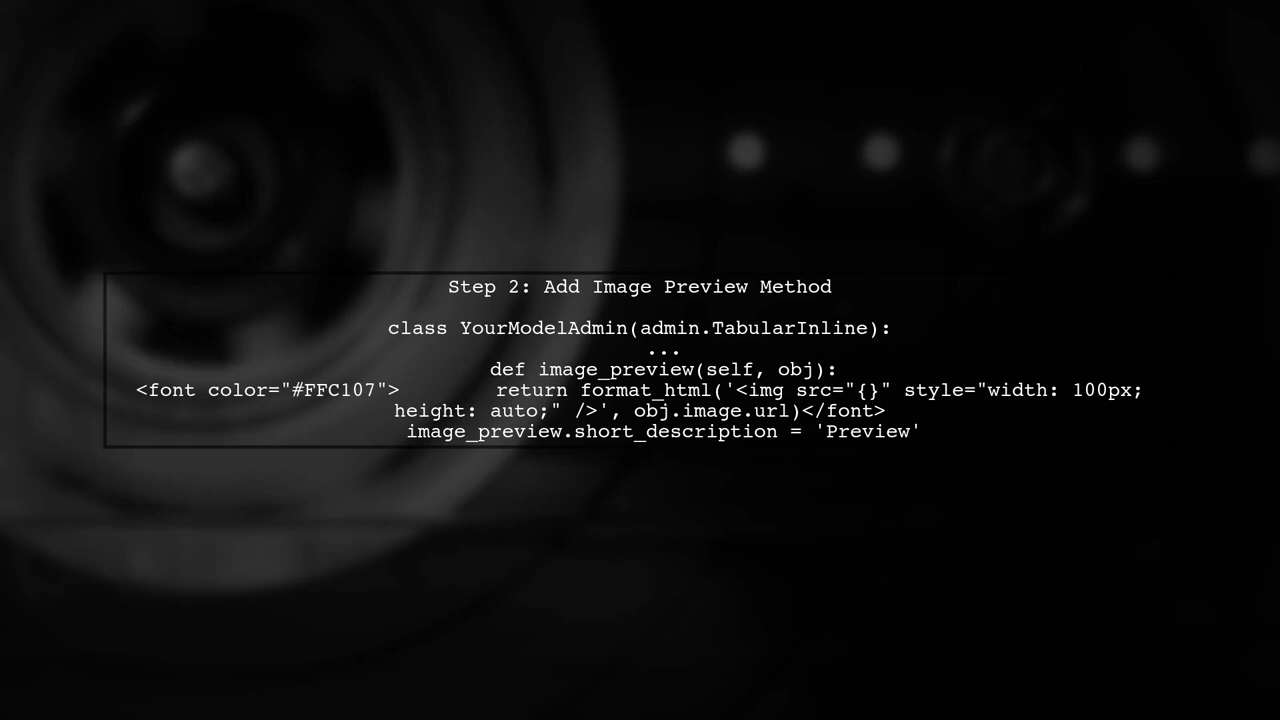 Step 2: Add Image Preview Method
class YourModelAdmin(admin.TabularInline):
...
def image_preview(self, obj):
<font color="#FFC107">        return format_html('<img src="{}" style="width: 100px;
height: auto;" />', obj.image.url)</font>
image_preview.short_description = 'Preview'